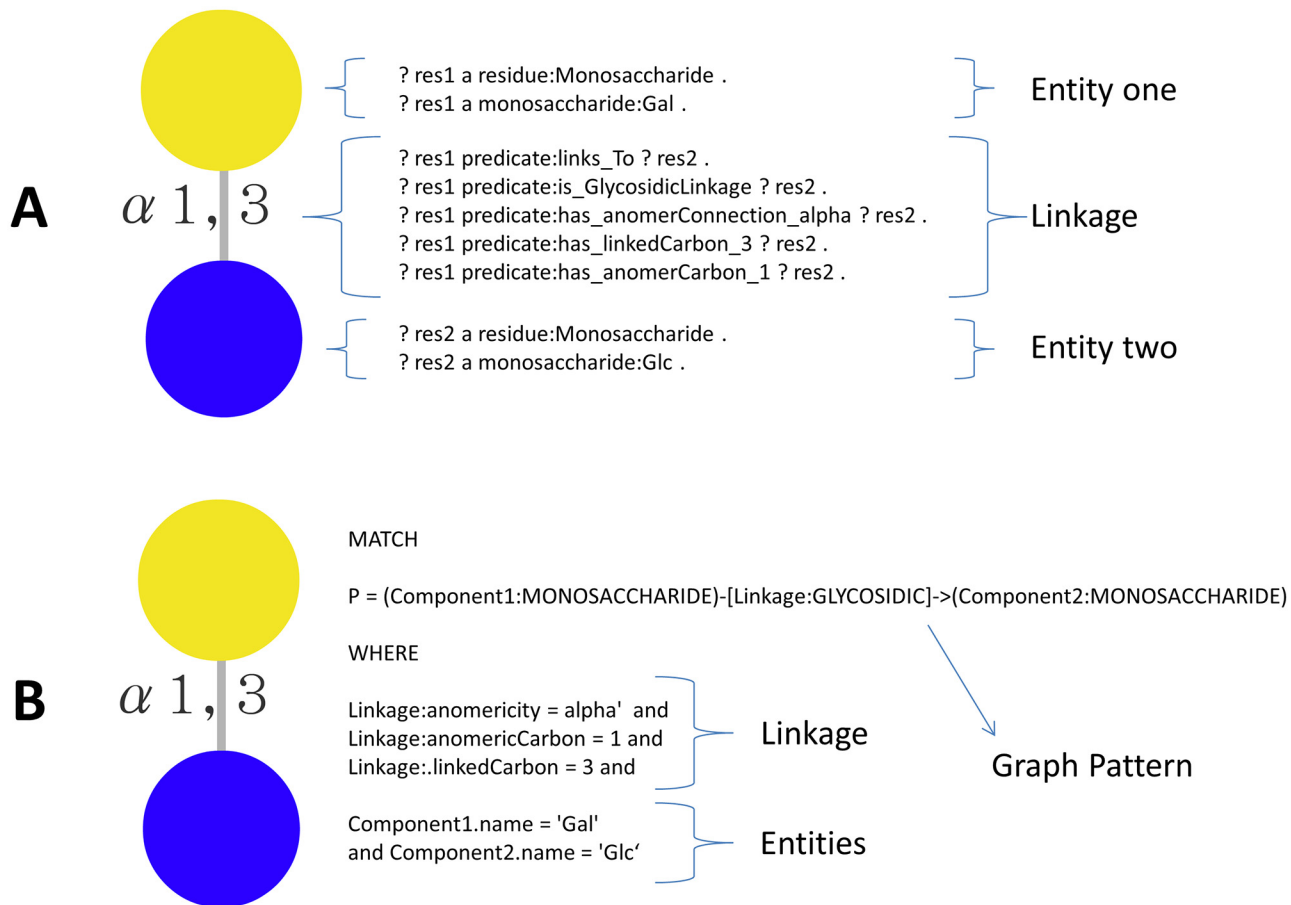 ? res1 a residue:Monosaccharide .
? res1 a monosaccharide:Gal .
Entity one
A
α 1, 3
? res1 predicate:links_To ? res2 .
? res1 predicate:is_GlycosidicLinkage ? res2 .
? res1 predicate:has_anomerConnection_alpha ? res2 .
? res1 predicate:has_linkedCarbon_3 ? res2 .
? res1 predicate:has_anomerCarbon_1 ? res2 .
Linkage
? res2 a residue:Monosaccharide .
? res2 a monosaccharide:Glc .
Entity two
B
α 1, 3
MATCH
P = (Component1:MONOSACCHARIDE)-[Linkage:GLYCOSIDIC]->(Component2:MONOSACCHARIDE)
WHERE
Linkage:anomericity = alpha' and
Linkage:anomericCarbon = 1 and
Linkage:.linkedCarbon = 3 and
Linkage
Graph Pattern
Component1.name = 'Gal'
and Component2.name = 'Glc‘
Entities